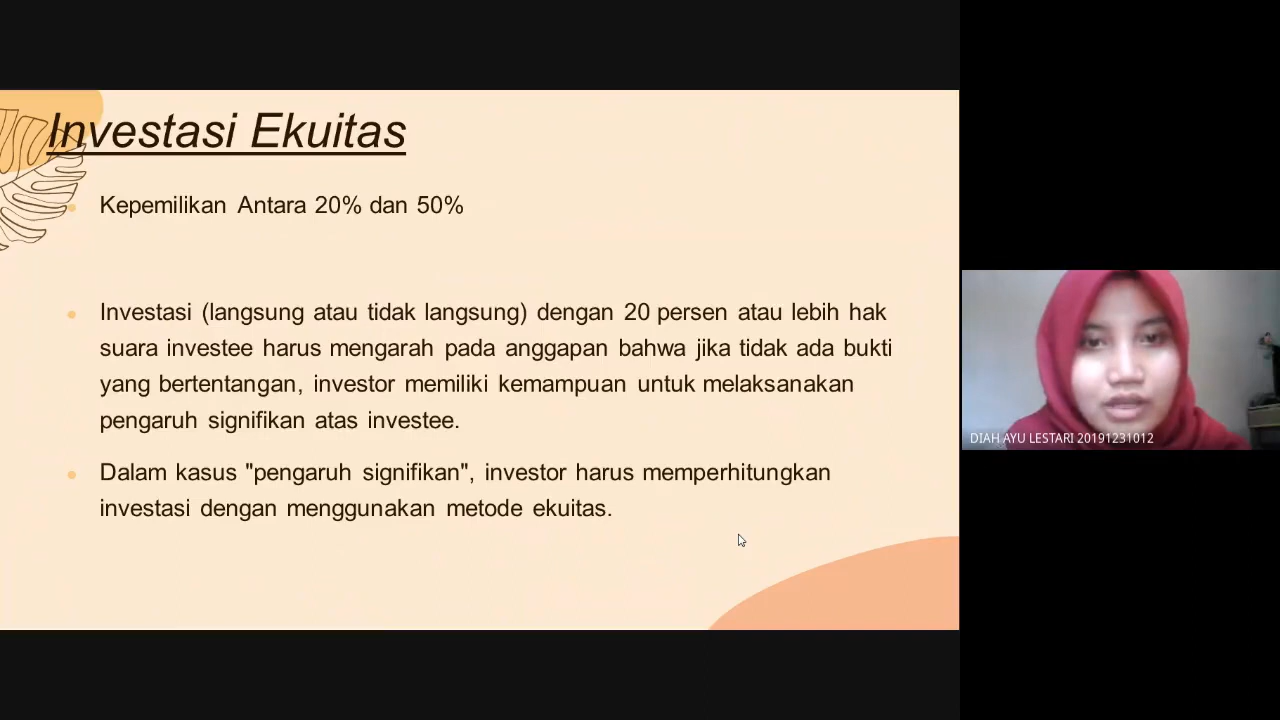 Investasi Ekuitas
Kepemilikan Antara 20% dan 50%
Investasi (langsung atau tidak langsung) dengan 20 persen atau lebih hak
suara investee harus mengarah pada anggapan bahwa jika tidak ada bukti
yang bertentangan, investor memiliki kemampuan untuk melaksanakan
pengaruh signifikan atas investee.
Dalam kasus "pengaruh signifikan", investor harus memperhitungkan
investasi dengan menggunakan metode ekuitas.
DIAH AYU LESTARI 20191231012